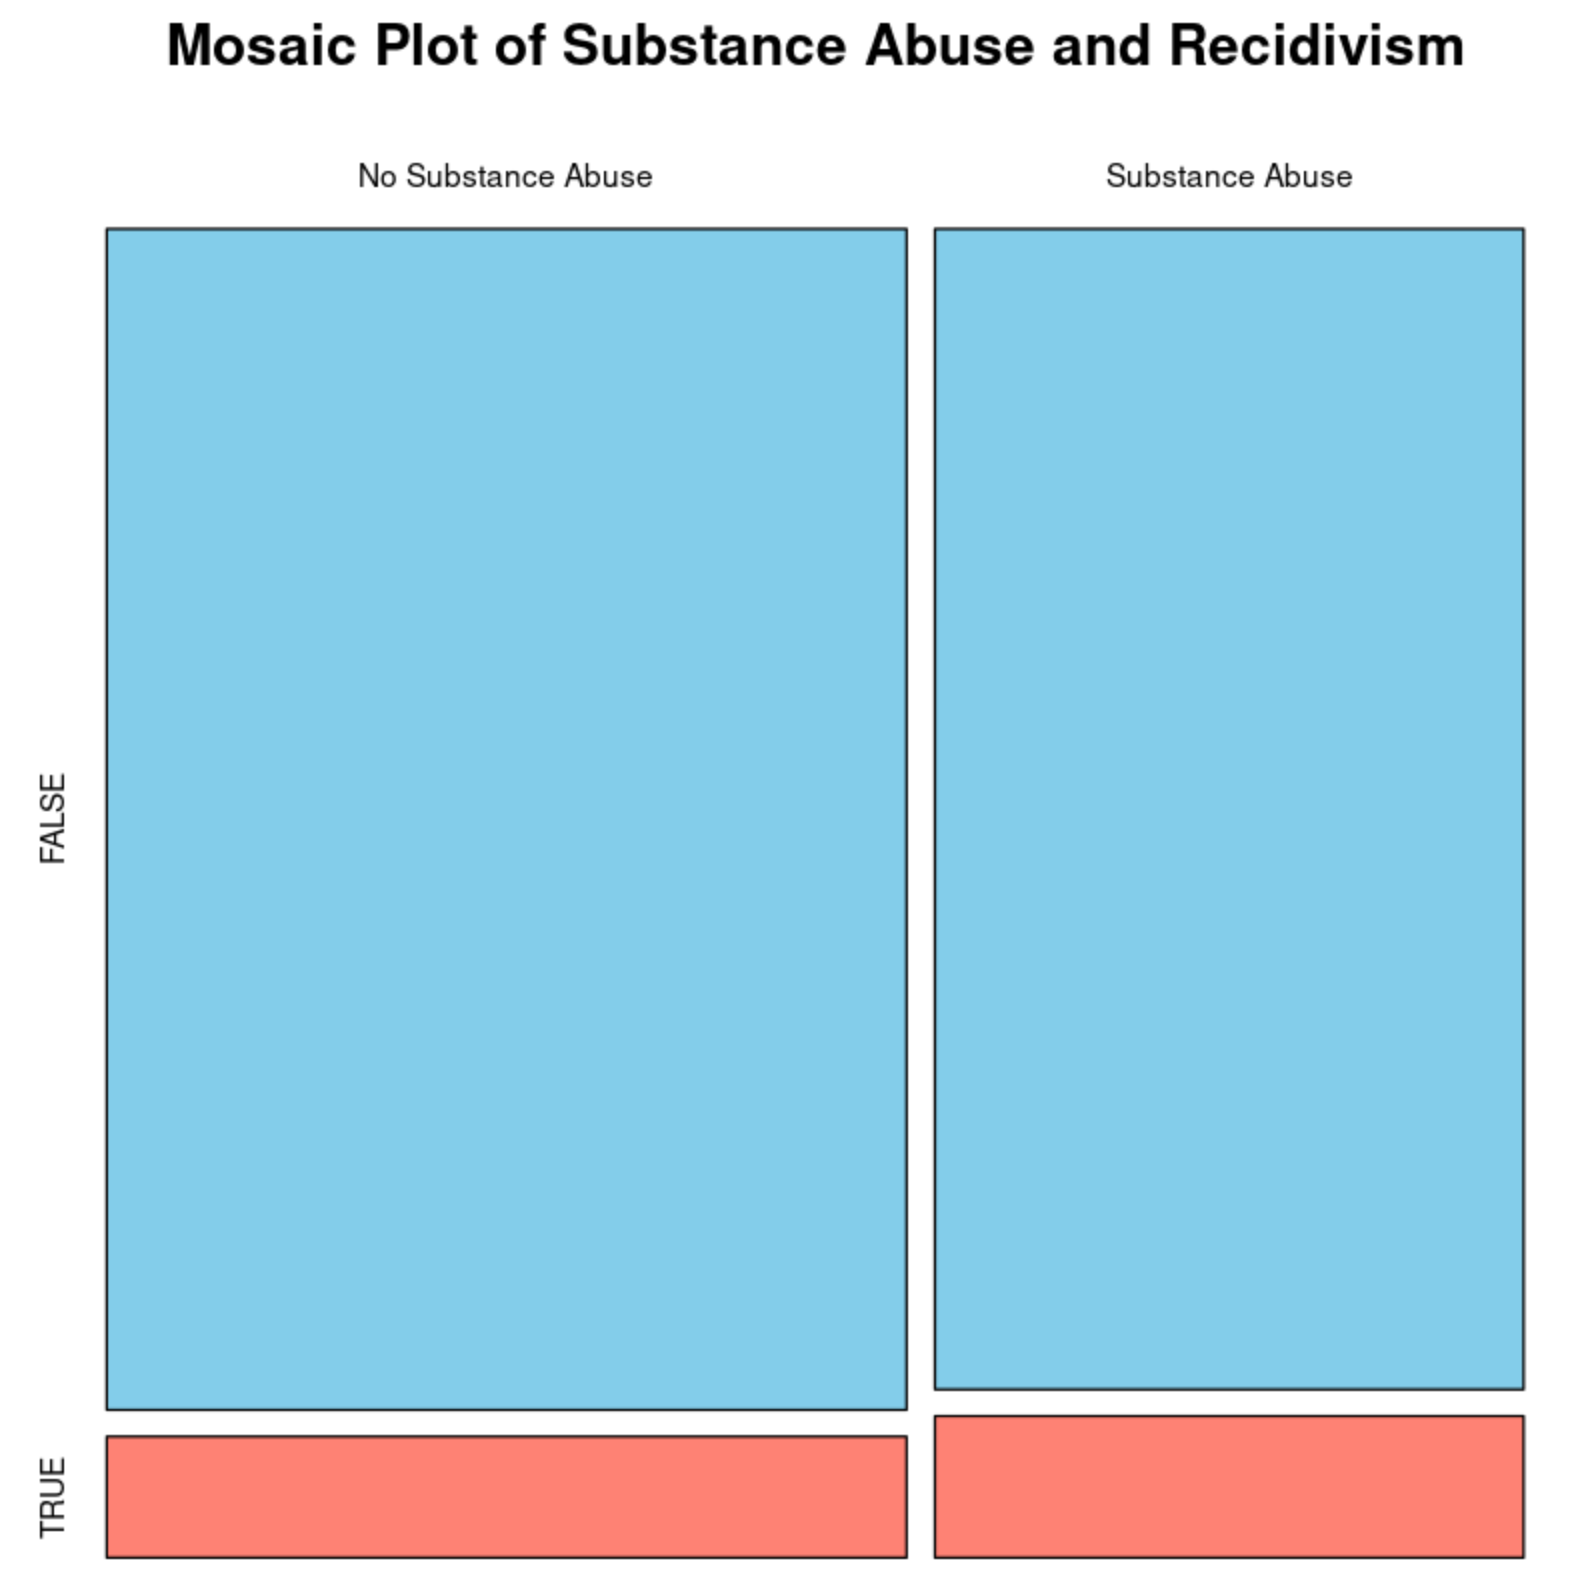 Mosaic Plot of Substance Abuse and Recidivism
No Substance Abuse
Substance Abuse
FALSE
TRUE